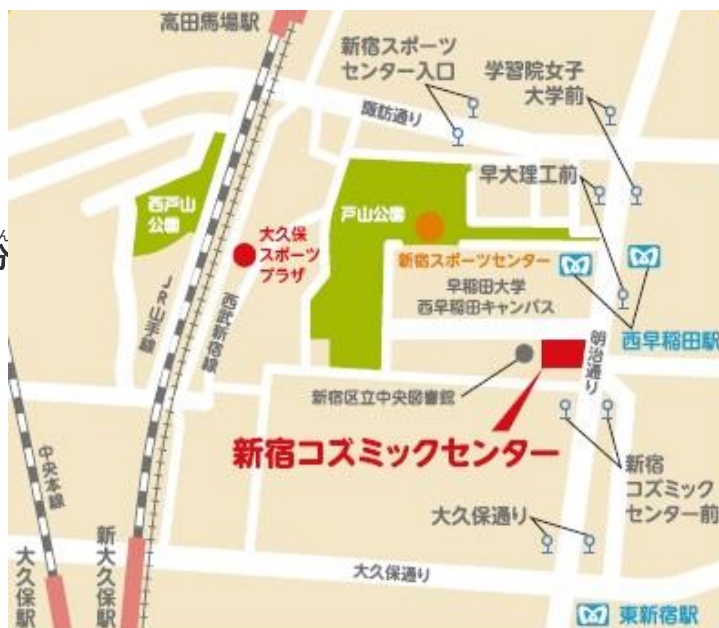 高田馬場駅
新宿スポーツ
センター入口
学習院女子
大学前
諏訪通り
早大理工前
西戸山
公園
戸山公園
大久保
スポーツ
プラザ
新宿スポーツセンター
早稲田大学
西早稲田キャンパス
西早稲田駅
JR山手線
西武新宿線
明治通り
新宿区立中央図書館
新宿コズミックセンター
新宿
コズミック
センター前
中央本線
大久保通り
大久保通り
大久保駅
新大久保駅
東新宿駅